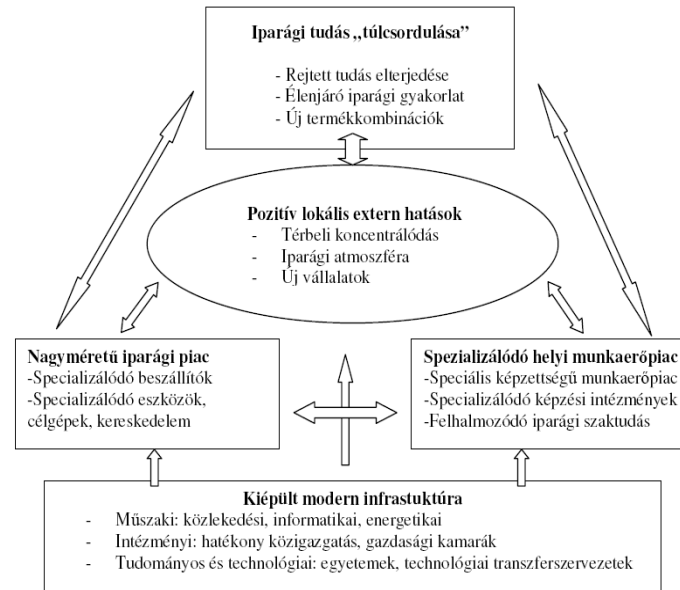 Iparági tudás „túlcsordulása”
- Rejtett tudás elterjedése
- Élenjáró iparági gyakorlat
- Új termékkombinációk
Pozitív lokális extern hatások
- Térbeli koncentrálódás
- Iparági atmoszféra
- Új vállalatok
Nagyméretű iparági piac
-Specializálódó beszállítók
-Specializálódó eszközök,
célgépek, kereskedelem
Spezializálódó helyi munkaerőpiac
-Speciális képzettségű munkaerőpiac
-Specializálódó képzési intézmények
-Felhalmozódó iparági szaktudás
Kiépült modern infrastuktúra
- Műszaki: közlekedési, informatikai, energetikai
- Intézményi: hatékony közigazgatás, gazdasági kamarák
- Tudományos és technológiai: egyetemek, technológiai transzferszervezetek